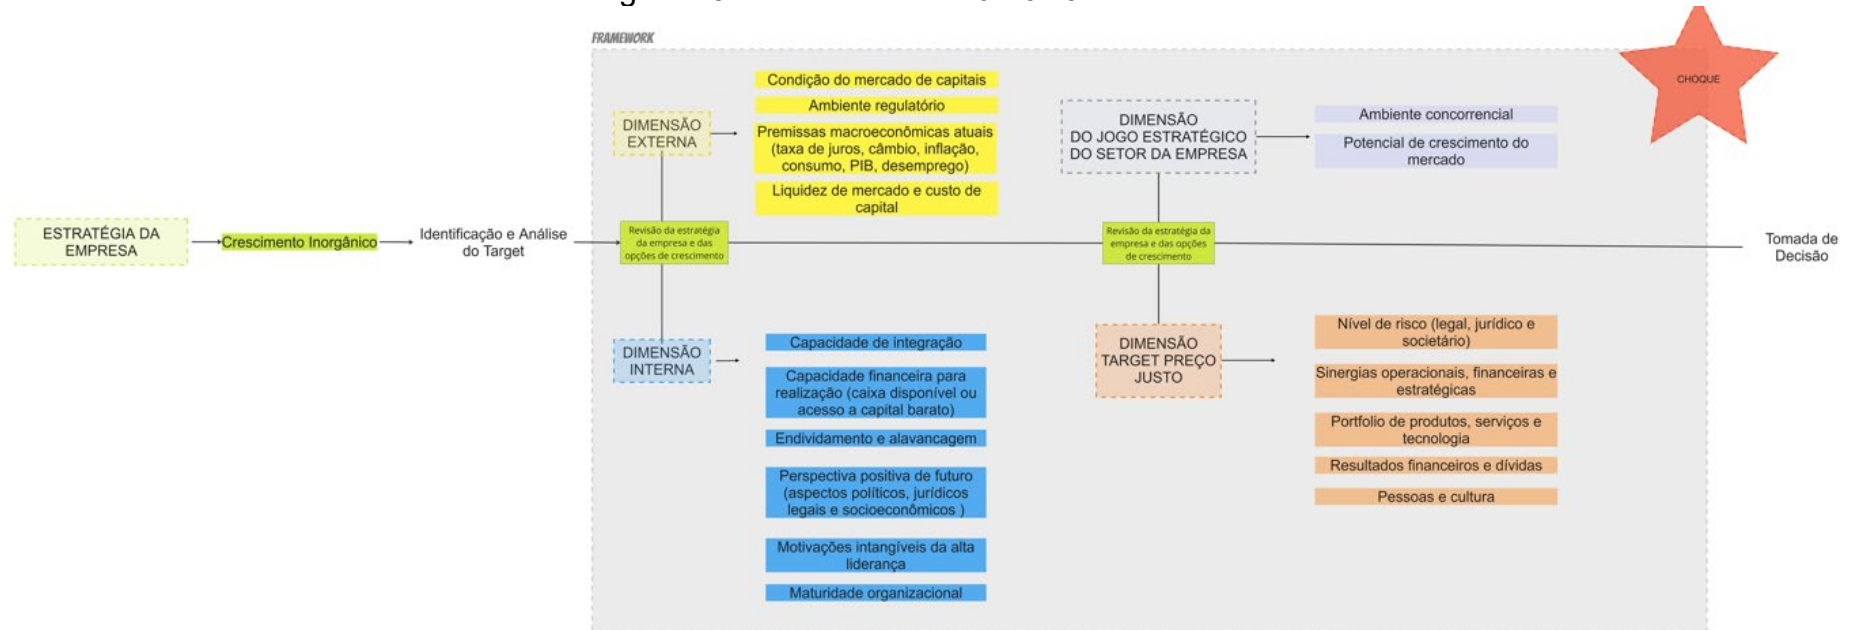 FRAMEWORK
CHOQUE
Condição do mercado de capitais
Ambiente regulatório
DIMENSÃO
EXTERNA
Premissas macroeconômicas atuais
(taxa de juros, câmbio, inflação,
consumo, PIB, desemprego)
Liquidez de mercado e custo de
capital
DIMENSÃO
DO JOGO ESTRATÉGICO
DO SETOR DA EMPRESA
Ambiente concorrencial
Potencial de crescimento do
mercado
ESTRATÉGIA DA
EMPRESA
Crescimento Inorgânico
Identificação e Análise
do Target
Revisão da estratégia
da empresa e das
opções de crescimento
Revisão da estratégia da
empresa e das opções
de crescimento
Tomada de
Decisão
DIMENSÃO
INTERNA
Capacidade de integração
Capacidade financeira para
realização (caixa disponível ou
acesso a capital barato)
Endividamento e alavancagem
Perspectiva positiva de futuro
(aspectos políticos, jurídicos
legais e socioeconômicos )
Motivações intangíveis da alta
liderança
Maturidade organizacional
DIMENSÃO
TARGET PREÇO
JUSTO
Nível de risco (legal, jurídico e
societário)
Sinergias operacionais, financeiras e
estratégicas
Portfolio de produtos, serviços e
tecnologia
Resultados financeiros e dívidas
Pessoas e cultura